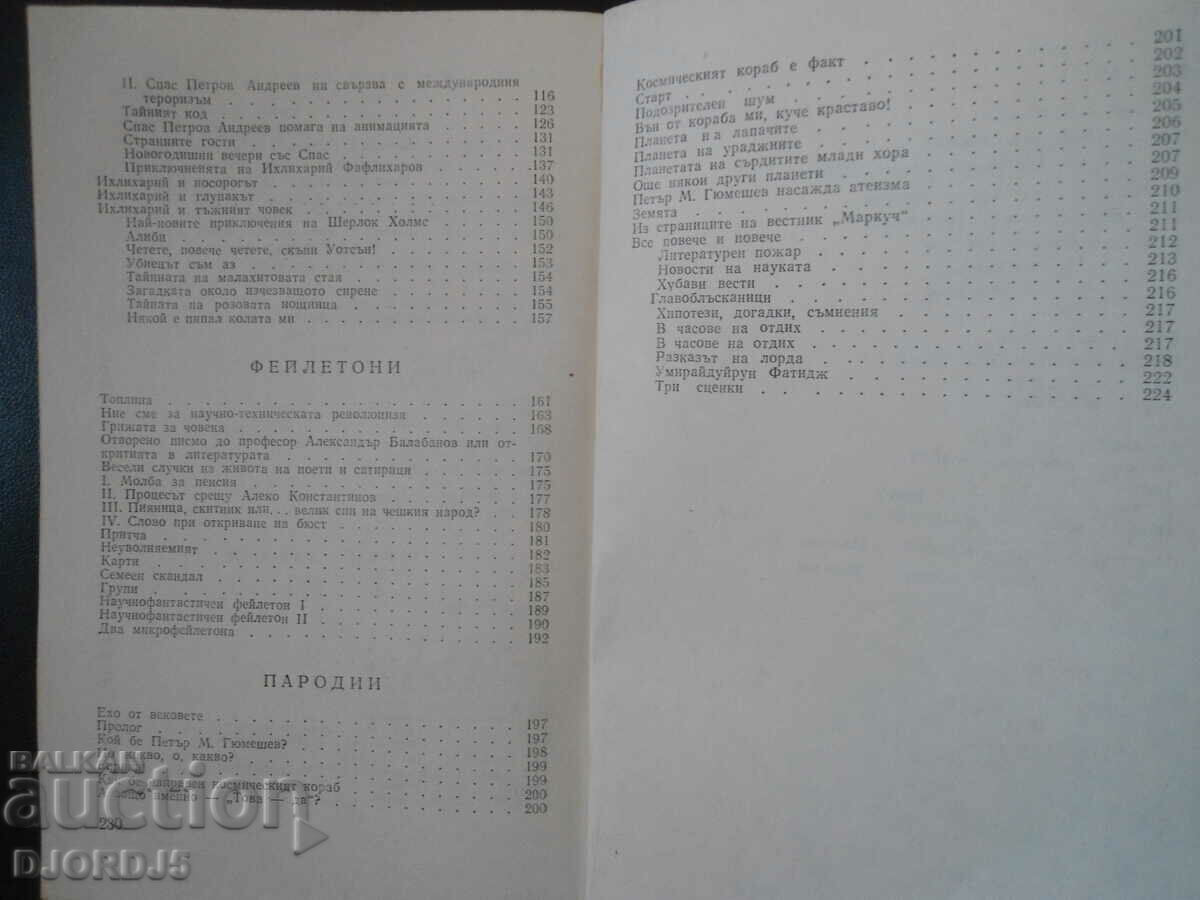 II. Спас Петров Андреев ни свързва с международния
тероризъм . . . . . . . . . . 116
Тайният код . . . . . . . . . . 123
Спас Петров Андреев помага на анимацията . . . . 126
Странните гости . . . . . . . . . . 131
Новогодишни вечери със Спас . . . . . . 131
Приключенията на Ихлихарий Фафлихаров . . . . 137
Ихлихарий и носорогът . . . . . . . . 140
Ихлихарий и глупакът . . . . . . . . 143
Ихлихарий и тъжният човек . . . . . . . 146
Най-новите приключения на Шерлок Холмс . . . . 150
Алиби . . . . . . . . . . 150
Четете, повече четете, скъпи Уотсън! . . . . . 152
Убиецът съм аз . . . . . . . . . . 153
Тайната на малахитовата стая . . . . . . 154
Загадката около изчезващото сирене . . . . . 154
Тайната на розовата нощница . . . . . . 155
Някой е пипал колата ми . . . . . . . 157
ФЕЙЛЕТОНИ
Топлина . . . . . . . . . . 161
Ние сме за научно-техническата революция . . . . 163
Грижата за човека . . . . . . . . . . 168
Отворено писмо до професор Александър Балабанов или от-
критията в литературата . . . . . . . 170
Весели случки из живота на поети и сатирици . . . . 175
I. Молба за пенсия . . . . . . . . . . 175
II. Процесът срещу Алеко Константинов . . . . . 177
III. Пияница, скитник или... велик син на чешкия народ? . 178
IV. Слово при откриване на бюст . . . . . . 180
Притча . . . . . . . . . . 181
Неуволняемият . . . . . . . . . . 182
Карти . . . . . . . . . . 183
Семеен скандал . . . . . . . . . . 185
Групи . . . . . . . . . . 187
Научнофантастичен фейлетон I . . . . . . . 189
Научнофантастичен фейлетон II . . . . . . . 190
Два микрофейлетона . . . . . . . . . . 192
ПАРОДИИ
Ехо от вековете . . . . . . . . . . 197
Пролог . . . . . . . . . . 197
Кой бе Петър М. Гюмешев? . . . . . . . 198
какво, о, какво? . . . . . . . . 199
199
космическият кораб . . . . . . 200
именно — „Това — да“? . . . . . . 200
230
201
Космическият кораб е факт . . . . . . . 202
Старт . . . . . . . . . . 203
Подозрителен шум . . . . . . . . . . 204
Вън от кораба ми, куче краставо! . . . . . . 205
Планета на лапачите . . . . . . . . . . 206
Планета на ураджиите . . . . . . . . . . 207
Планетата на сърдитите млади хора . . . . . . 207
Още някои други планети . . . . . . . . 209
Петър М. Гюмешев насажда атеизма . . . . . . 210
Земята . . . . . . . . . . 211
Из страниците на вестник „Маркуч“ . . . . . . 211
Все повече и повече . . . . . . . . . . 212
Литературен пожар . . . . . . . . . . 213
Новости на науката . . . . . . . . . . 216
Хубави вести . . . . . . . . . . 216
Главоблъсканици . . . . . . . . . . 217
Хипотези, догадки, съмнения . . . . . . . 217
В часове на отдих . . . . . . . . . . 217
В часове на отдих . . . . . . . . . . 218
Разказът на лорда . . . . . . . . . . 222
Умирайдуйрун Фатидж . . . . . . . . . . 224
Три сценки . . . . . . . . . .
BALKAN
auction
DJORDJ5